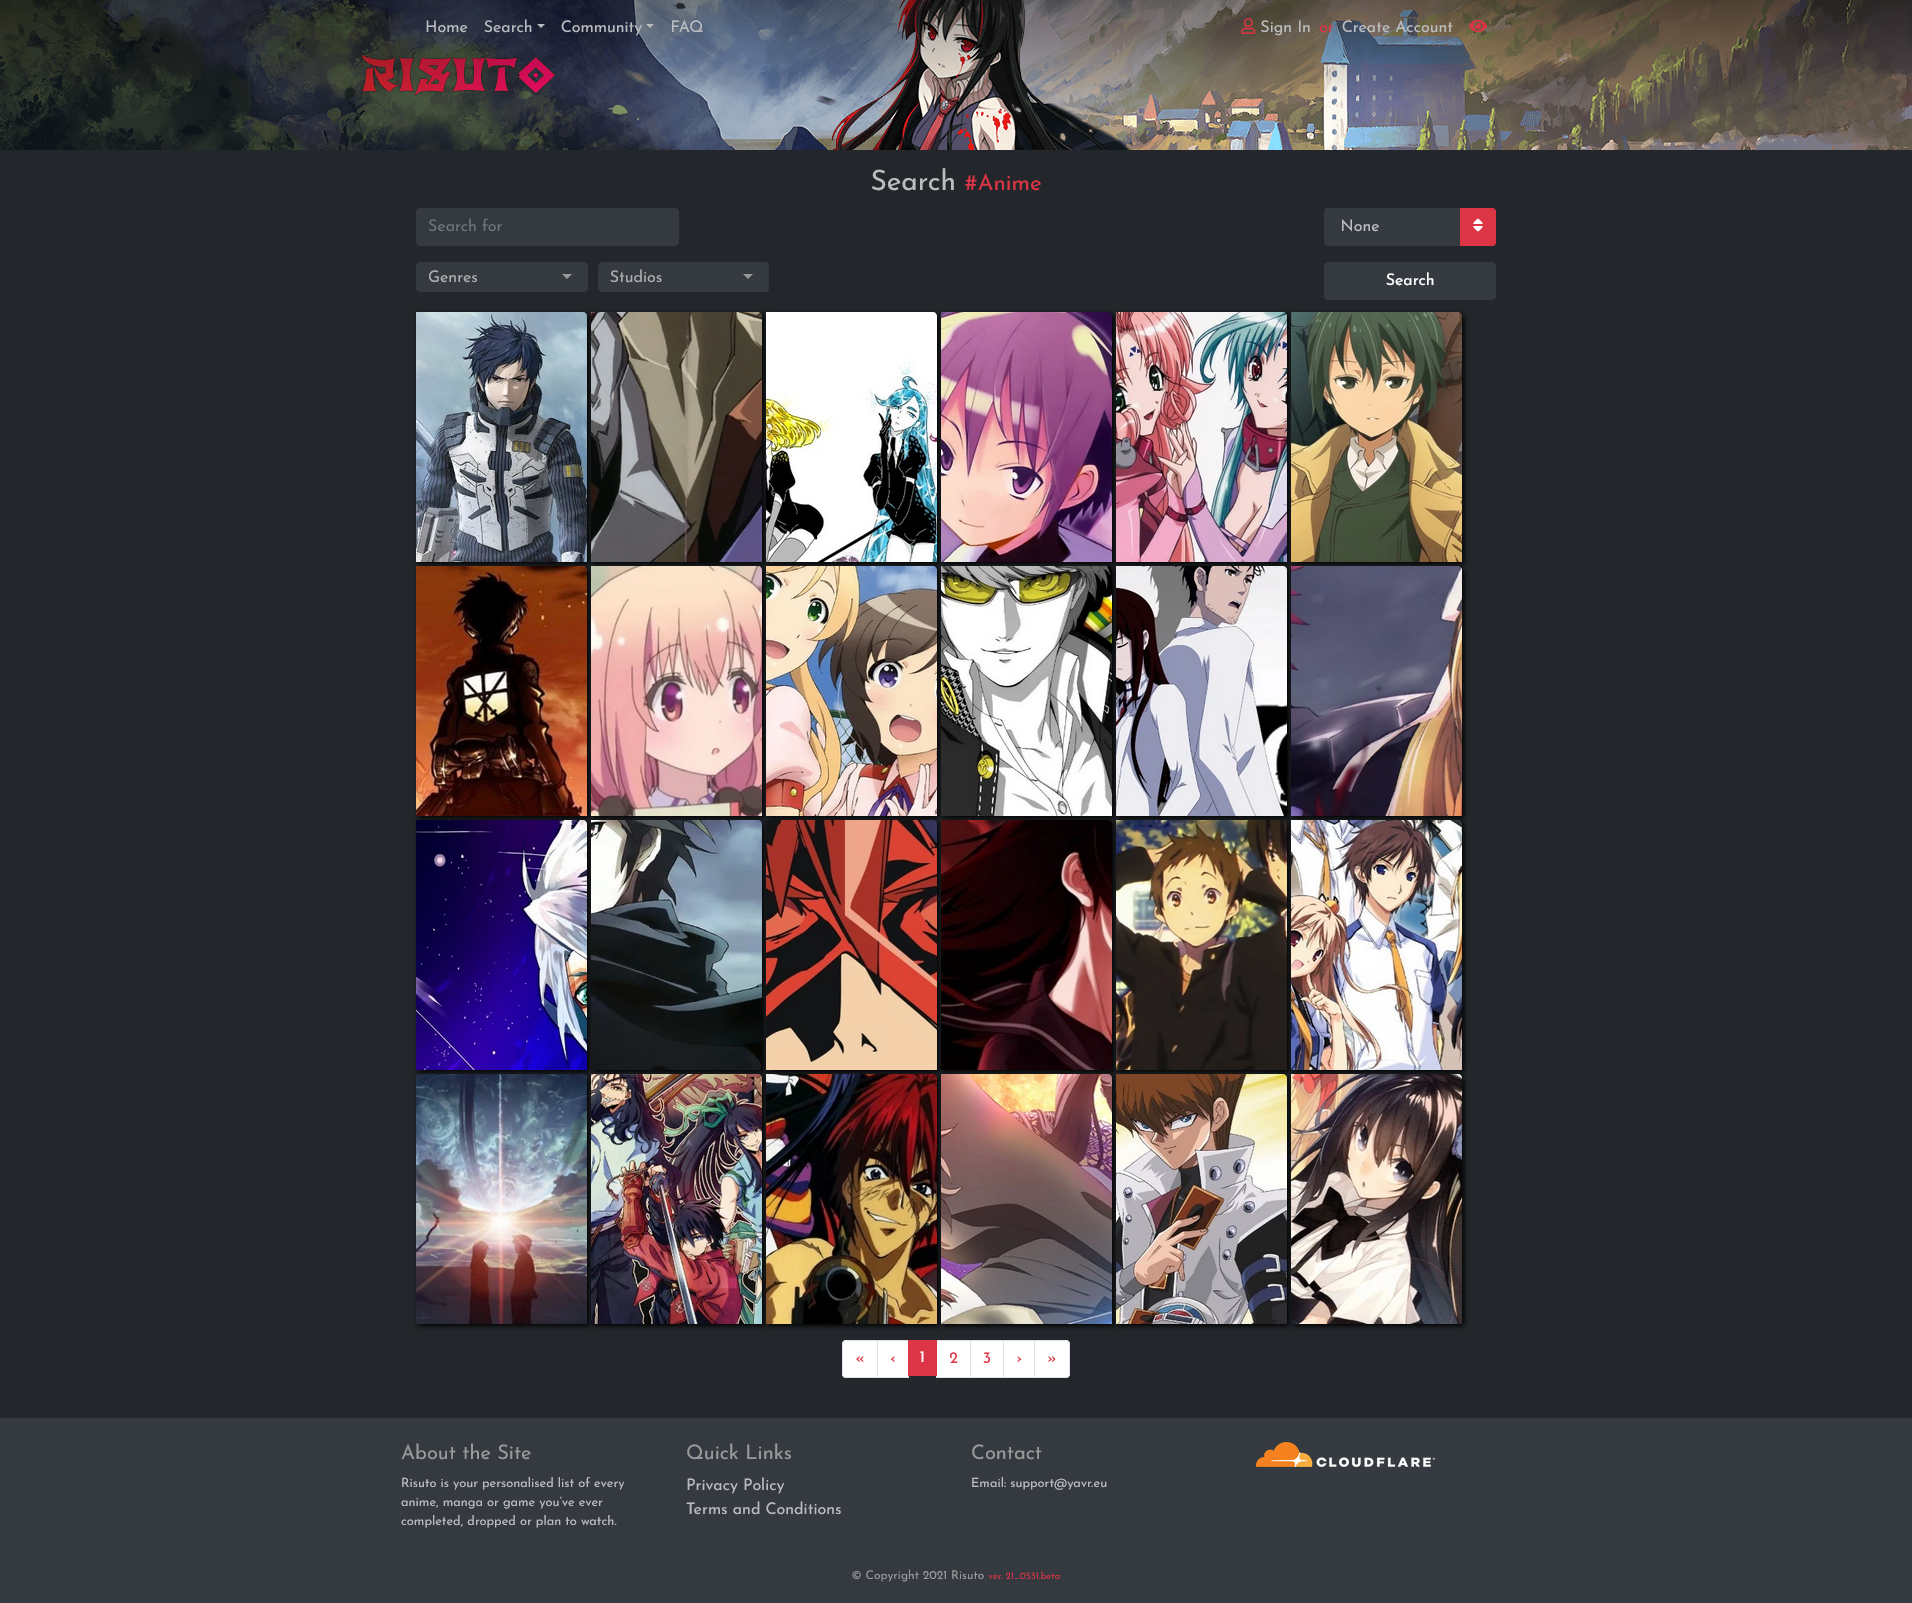 Home Search Community FAQ
Sign In or Create Account
RISUTO
Search #Anime
Search for
None
Genres
Studios
Search
« ‹ 1 2 3 › »
About the Site
Risuto is your personalised list of every
anime, manga or game you've ever
completed, dropped or plan to watch.
Quick Links
Privacy Policy
Terms and Conditions
Contact
Email: support@yavr.eu
CLOUDFLARE
© Copyright 2021 Risuto ver. 21_0531.beta